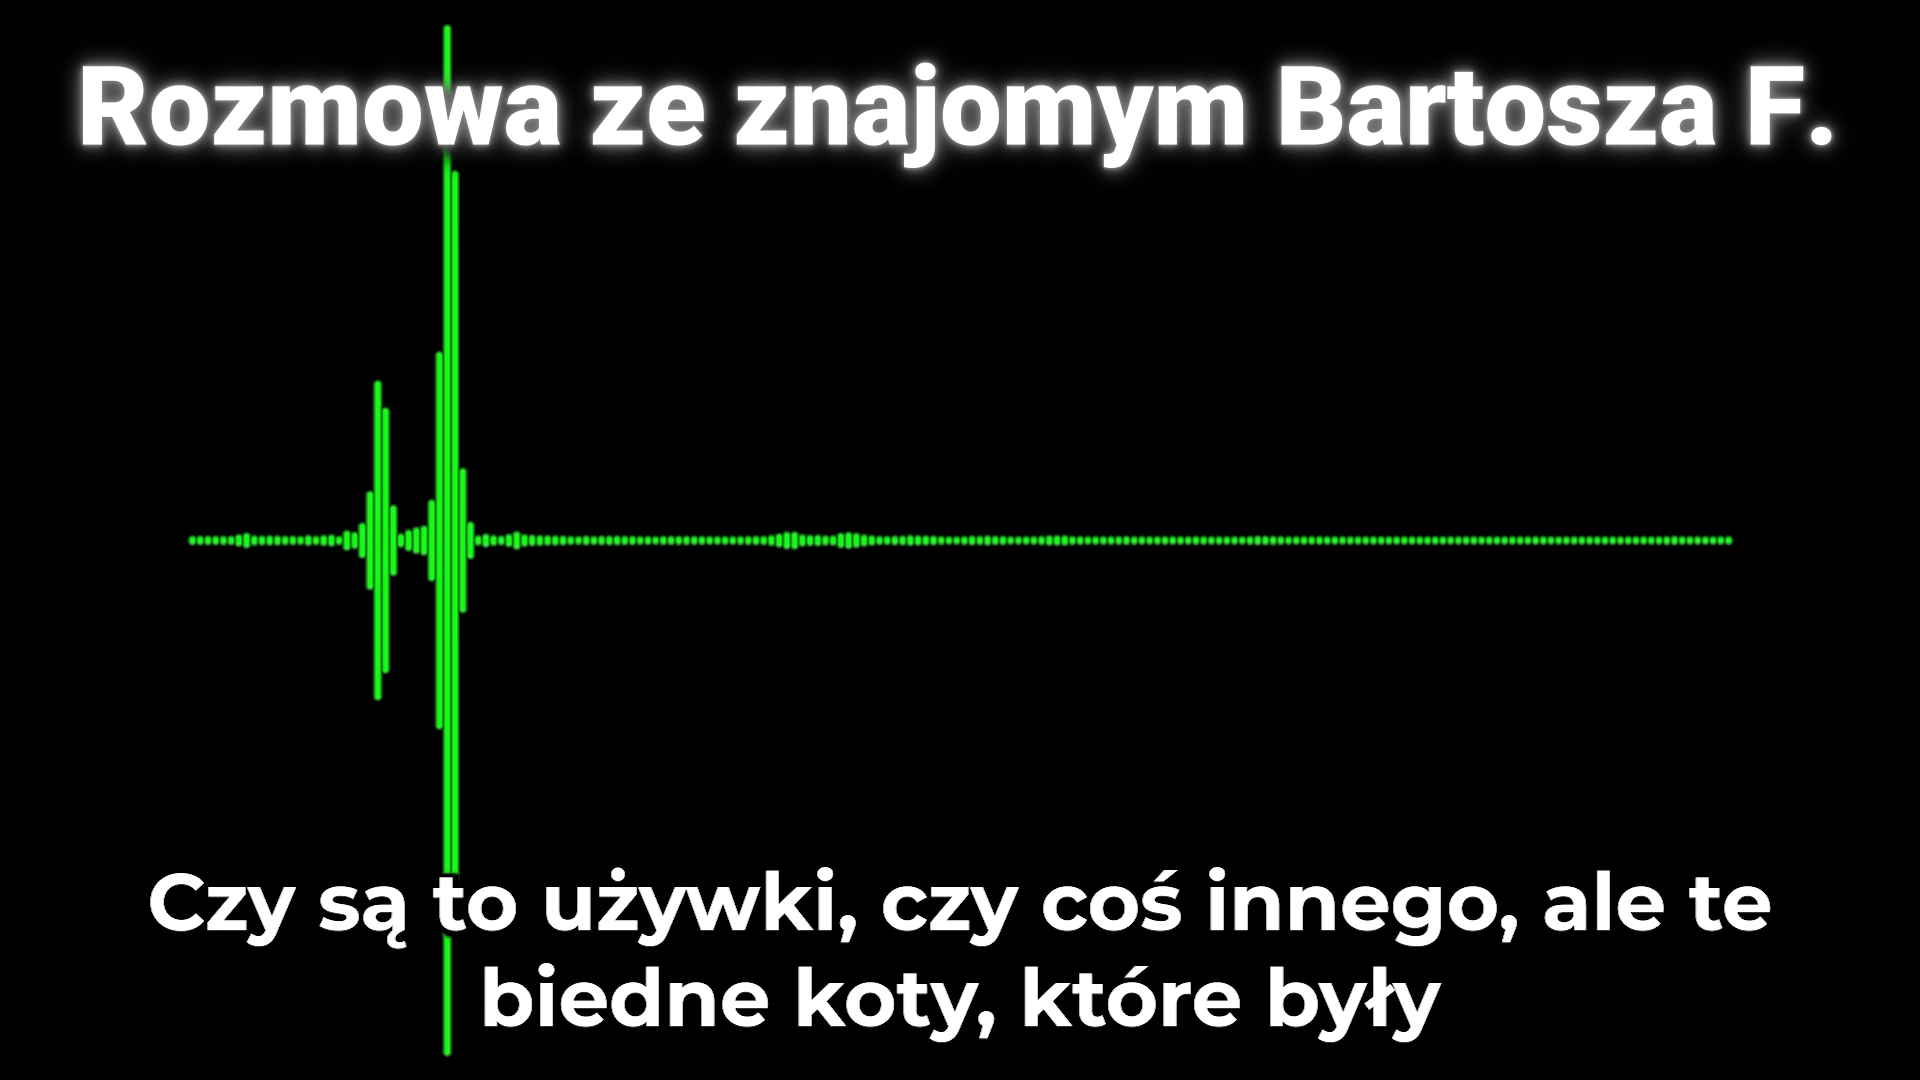 Rozmowa ze znajomym Bartosza F.
Czy są to używki, czy coś innego, ale te
biedne koty, które były